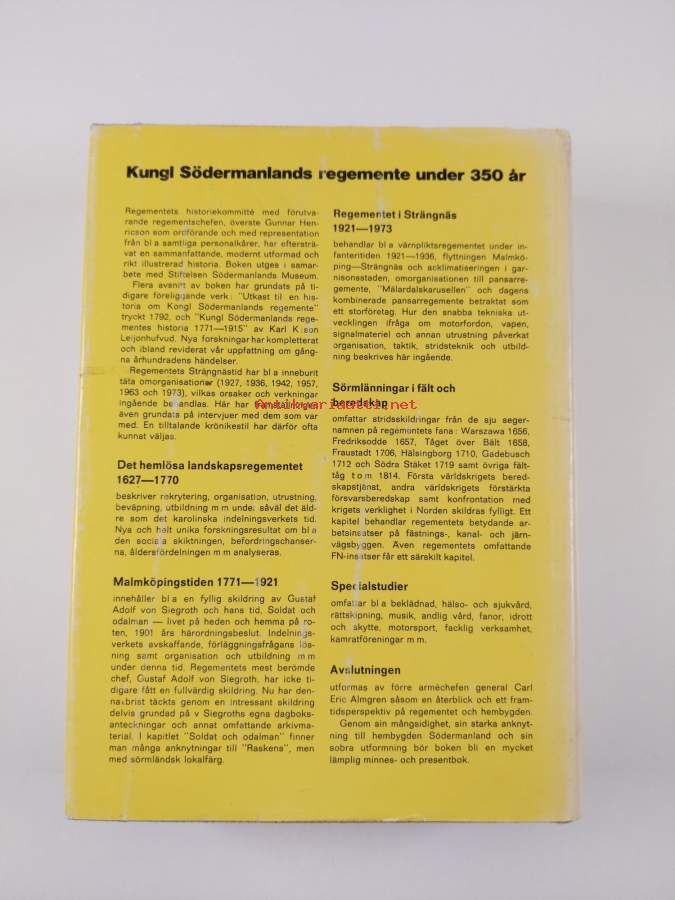 Kungl Södermanlands regemente under 350 år
Regementets historiekommitté med förutva-
rande regementschefen, överste Gunnar Hen-
ricson som ordförande och med representation
från bl a samtliga personalkårer, har eftersträ-
vat en sammanfattande, modernt utformad och
rikt illustrerad historia. Boken utges i samar-
bete med Stiftelsen Södermanlands Museum.
Flera avsnitt av boken har grundats på ti-
digare föreliggande verk: "Utkast til en his-
toria om Kongl Södermanlands regemente"
tryckt 1792, och "Kungl Södermanlands rege-
mentes historia 1771—1915" av Karl K:son
Leijonhufvud. Nya forskningar har kompletterat
och ibland reviderat vår uppfattning om gång-
na århundradens händelser.
Regementets Strängnästid har bl a inneburit
täta omorganisationer (1927, 1936, 1942, 1957,
1963 och 1973), vilkas orsaker och verkningar
ingående behandlas. Här har framställningen
även grundats på intervjuer med dem som var
med. En tilltalande krönikestil har därför ofta
kunnat väljas.
Det hemlösa landskapsregementet
1627—1770
beskriver rekrytering, organisation, utrustning,
beväpning, utbildning m m under såväl det äld-
re som det karolinska indelningsverkets tid.
Nya och helt unika forskningsresultat om bl a
den sociala skiktningen, befordringschanser-
na, åldersfördelningen m m analyseras.
Malmköpingstiden 1771—1921
innehåller bl a en fyllig skildring av Gustaf
Adolf von Siegroth och hans tid, Soldat och
odalman — livet på heden och hemma på ro-
ten, 1901 års härordningsbeslut. Indelnings-
verkets avskaffande, förläggningsfrågans lös-
ning samt organisation och utbildning m m
under denna tid. Regementets mest berömde
chef, Gustaf Adolf von Siegroth, har icke ti-
digare fått en fullvärdig skildring. Nu har den-
na brist täckts genom en intressant skildring
delvis grundad på v Siegroths egna dagboks-
anteckningar och annat omfattande arkivma-
terial. I kapitlet "Soldat och odalman" finner
man många anknytningar till "Raskens", men
med sörmländsk lokalfärg.
Regementet i Strängnäs
1921—1973
behandlar bl a värnpliktsregementet under in-
fanteritiden 1921—1936, flyttningen Malmkö-
ping—Strängnäs och acklimatiseringen i gar-
nisonsstaden, omorganisationen till pansarre-
gemente, "Mälardalskarusellen" och dagens
kombinerade pansarregemente betraktat som
ett storföretag. Hur den snabba tekniska ut-
vecklingen ifråga om motorfordon, vapen,
signalmateriel och annan utrustning påverkat
organisation, taktik, stridsteknik och utbild-
ning beskrives här ingående.
Sörmlänningar i fält och
beredskap
omfattar stridsskildringar från de sju seger-
namnen på regementets fana: Warszawa 1656,
Fredriksodde 1657, Tåget över Bält 1658,
Fraustadt 1706, Hälsingborg 1710, Gadebusch
1712 och Södra Stäket 1719 samt övriga fält-
tåg t o m 1814. Första världskrigets bered-
skapstjänst, andra världskrigets förstärkta
försvarsberedskap samt konfrontation med
krigets verklighet i Norden skildras fylligt. Ett
kapitel behandlar regementets betydande ar-
betsinsatser på fästnings-, kanal- och järn-
vägsbyggen. Även regementets omfattande
FN-insatser får ett särskilt kapitel.
Specialstudier
omfattar bl a beklädnad, hälso- och sjukvård,
rättskipning, musik, andlig vård, fanor, idrott
och skytte, motorsport, facklig verksamhet,
kamratföreningar m m.
Avslutningen
utformas av förre arméchefen general Carl
Eric Almgren såsom en återblick och ett fram-
tidsperspektiv på regementet och hembygden.
Genom sin mångsidighet, sin starka anknyt-
ning till hembygden Södermanland och sin
sobra utformning bör boken bli en mycket
lämplig minnes- och presentbok.
Antikvariaatti.net